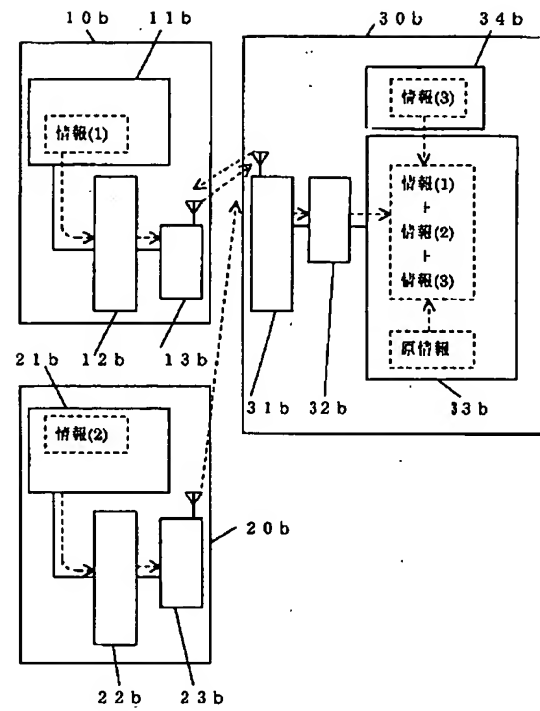 10b
11b
情報(1)
12b
13b
21b
情報(2)
20b
22b
23b
30b
34b
情報(3)
情報(1)
+
情報(2)
+
情報(3)
原情報
31b
32b
33b